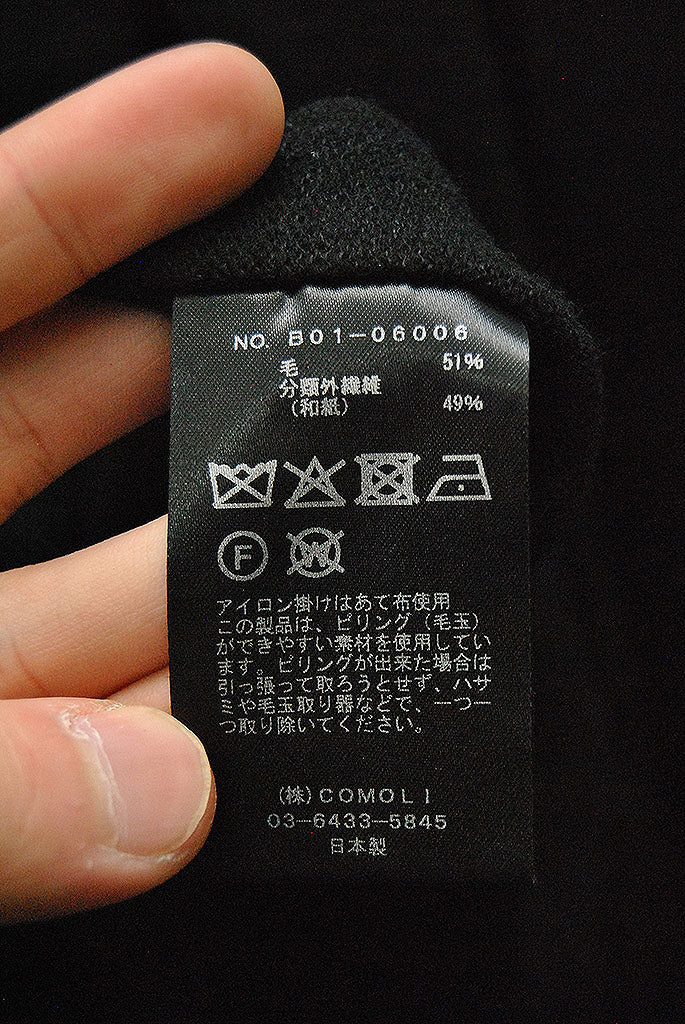 NO. B01-06006
毛 51%
分類外繊維
(和紙) 49%
F W
アイロン掛けはあて布使用
この製品は、ピリング(毛玉)
ができやすい素材を使用してい
ます。ピリングが出来た場合は
引っ張って取ろうとせず、ハサ
ミや毛玉取り器などで、一つ一
つ取り除いてください。
(株)COMOLI
03-6433-5845
日本製